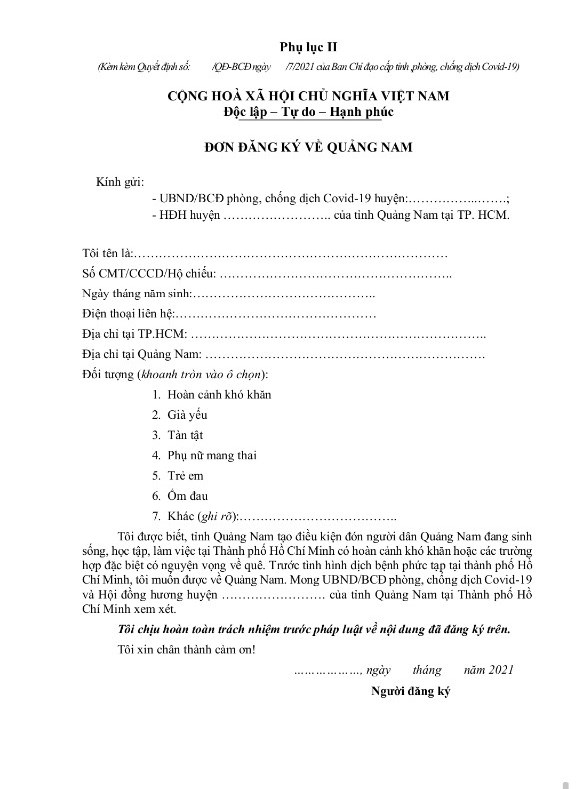 Phụ lục II
(Kèm kèm Quyết định số: /QĐ-BCĐ ngày /7/2021 của Ban Chỉ đạo cấp tỉnh phòng, chống dịch Covid-19)
CỘNG HOÀ XÃ HỘI CHỦ NGHĨA VIỆT NAM
Độc lập – Tự do – Hạnh phúc
ĐƠN ĐĂNG KÝ VỀ QUẢNG NAM
Kính gửi:
- UBND/BCĐ phòng, chống dịch Covid-19 huyện:……………..……;
- HĐH huyện …………………….. của tỉnh Quảng Nam tại TP. HCM.
Tôi tên là:……………………………………………………………
Số CMT/CCCD/Hộ chiếu: ……………………………………………..
Ngày tháng năm sinh:…………………………………..
Điện thoại liên hệ:………………………………………
Địa chỉ tại TP.HCM: …………………………………………………………..
Địa chỉ tại Quảng Nam: ……………………………………………………….
Đối tượng (khoanh tròn vào ô chọn):
1. Hoàn cảnh khó khăn
2. Già yếu
3. Tàn tật
4. Phụ nữ mang thai
5. Trẻ em
6. Ốm đau
7. Khác (ghi rõ):……………………………..
Tôi được biết, tỉnh Quảng Nam tạo điều kiện đón người dân Quảng Nam đang sinh
sống, học tập, làm việc tại Thành phố Hồ Chí Minh có hoàn cảnh khó khăn hoặc các trường
hợp đặc biệt có nguyện vọng về quê. Trước tình hình dịch bệnh phức tạp tại thành phố Hồ
Chí Minh, tôi muốn được về Quảng Nam. Mong UBND/BCĐ phòng, chống dịch Covid-19
và Hội đồng hương huyện ……………………. của tỉnh Quảng Nam tại Thành phố Hồ
Chí Minh xem xét.
Tôi chịu hoàn toàn trách nhiệm trước pháp luật về nội dung đã đăng ký trên.
Tôi xin chân thành cảm ơn!
………………, ngày tháng năm 2021
Người đăng ký